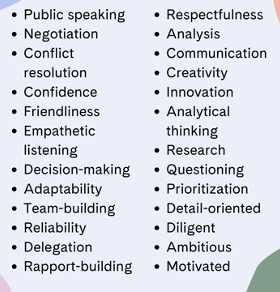 • Public speaking
• Negotiation
• Conflict
resolution
• Confidence
• Friendliness
• Empathetic
listening
• Decision-making
• Adaptability
• Team-building
• Reliability
• Delegation
• Rapport-building
• Respectfulness
• Analysis
• Communication
• Creativity
• Innovation
• Analytical
thinking
• Research
• Questioning
• Prioritization
• Detail-oriented
• Diligent
• Ambitious
• Motivated